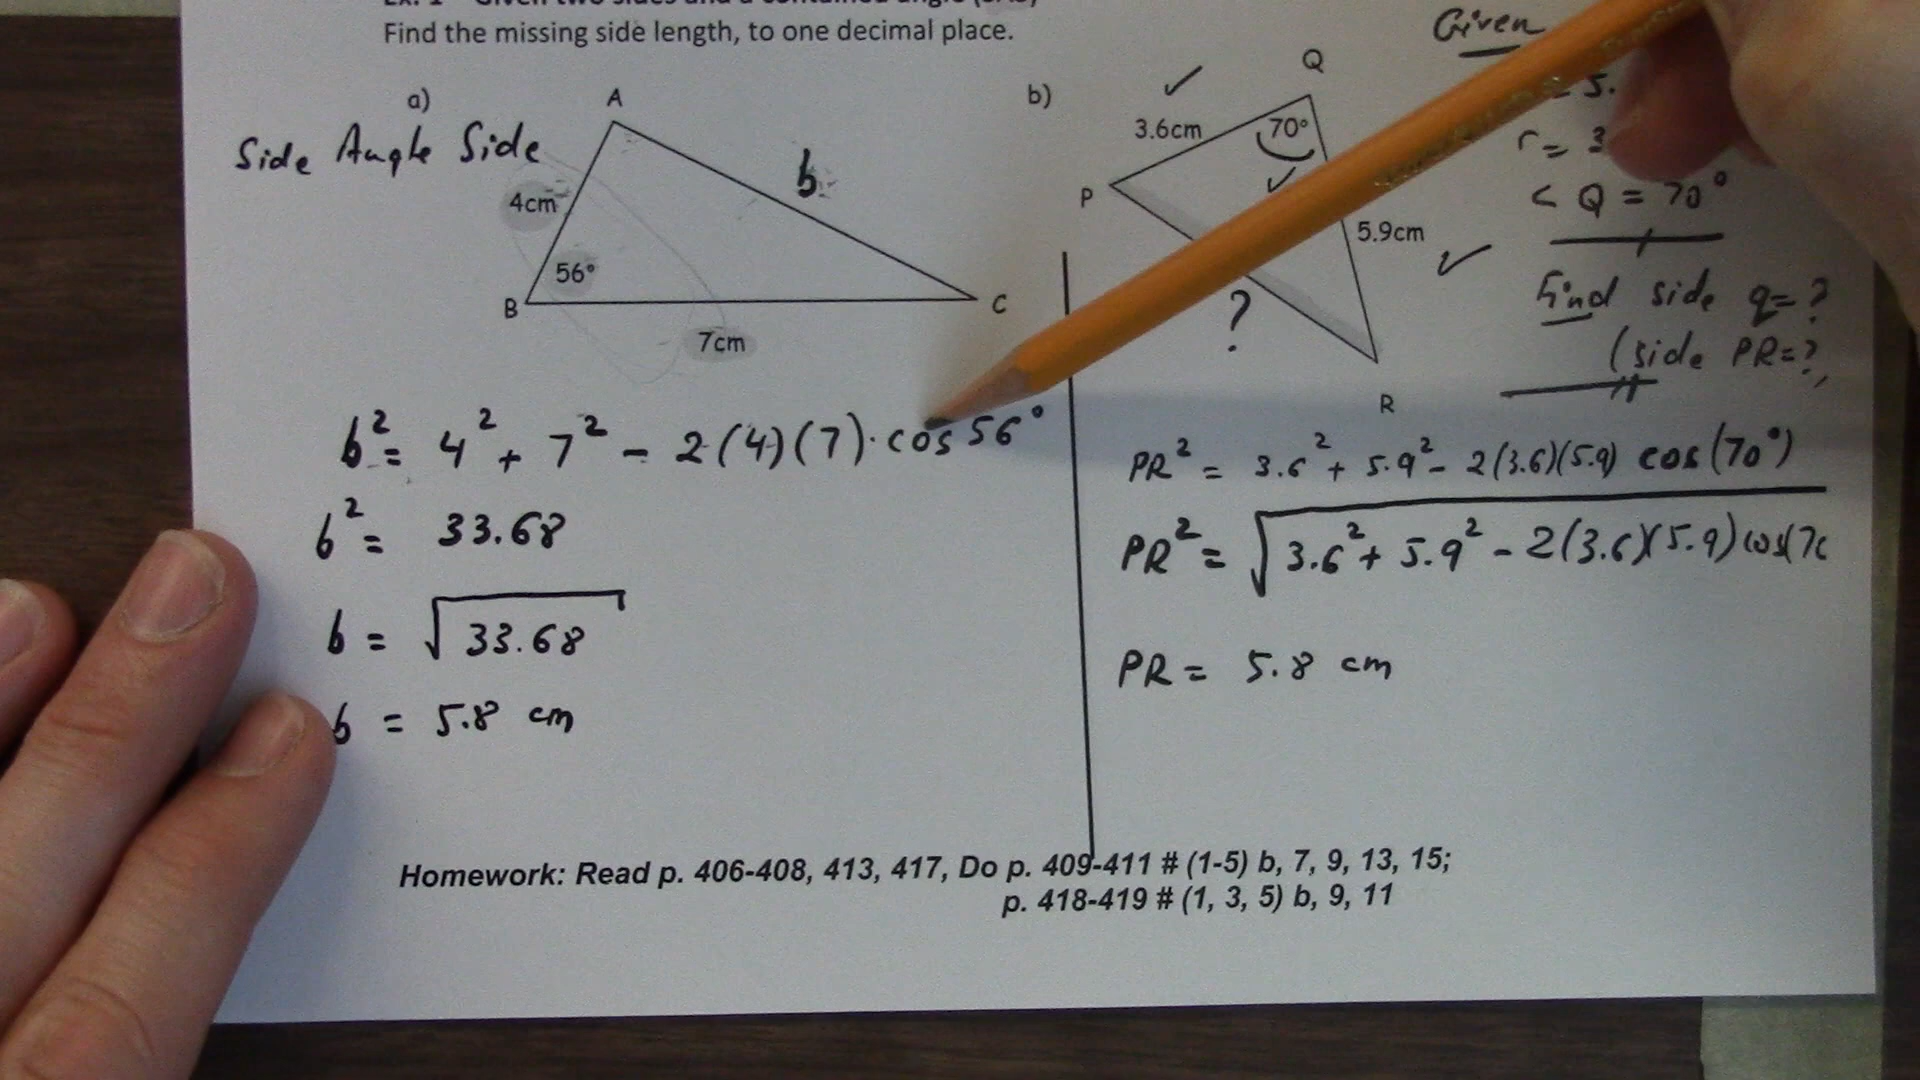 Find the missing side length, to one decimal place.
a)
Side Angle Side
A
b
4cm
56°
B
C
7cm
b² = 4² + 7² - 2(4)(7)·cos 56°
b² = 33.68
b = √33.68
b = 5.8 cm
b)
✓
Q
3.6cm
70°
✓
P
5.9cm
✓
?
R
Given
= 5.
r = 3
< Q = 70°
Find side q = ?
(side PR = ?,
PR² = 3.6² + 5.9² - 2(3.6)(5.9) cos(70°)
PR² = √3.6² + 5.9² - 2(3.6)(5.9)cos(70
PR = 5.8 cm
Homework: Read p. 406-408, 413, 417, Do p. 409-411 # (1-5) b, 7, 9, 13, 15;
p. 418-419 # (1, 3, 5) b, 9, 11